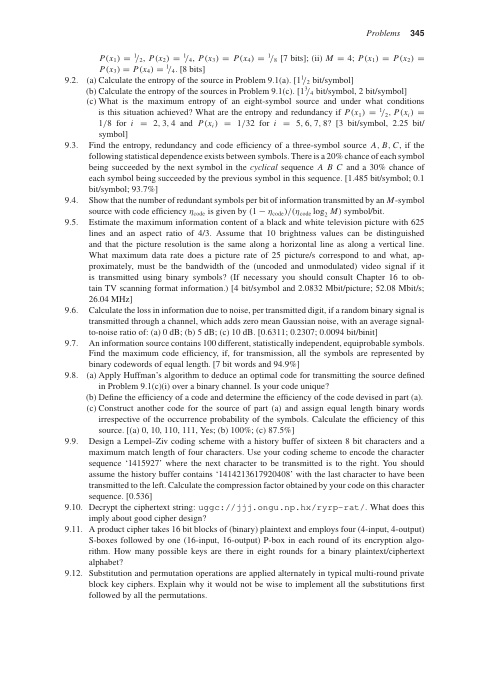 Problems 345
P(x₁) = 1/2, P(x₂) = 1/4, P(x₃) = P(x₄) = 1/8 [7 bits]; (ii) M = 4; P(x₁) = P(x₂) =
P(x₃) = P(x₄) = 1/4. [8 bits]
9.2. (a) Calculate the entropy of the source in Problem 9.1(a). [1 1/2 bit/symbol]
(b) Calculate the entropy of the sources in Problem 9.1(c). [1 3/4 bit/symbol, 2 bit/symbol]
(c) What is the maximum entropy of an eight-symbol source and under what conditions
is this situation achieved? What are the entropy and redundancy if P(x₁) = 1/2, P(xᵢ) =
1/8 for i = 2, 3, 4 and P(xᵢ) = 1/32 for i = 5, 6, 7, 8? [3 bit/symbol, 2.25 bit/
symbol]
9.3. Find the entropy, redundancy and code efficiency of a three-symbol source A, B, C, if the
following statistical dependence exists between symbols. There is a 20% chance of each symbol
being succeeded by the next symbol in the cyclical sequence A B C and a 30% chance of
each symbol being succeeded by the previous symbol in this sequence. [1.485 bit/symbol; 0.1
bit/symbol; 93.7%]
9.4. Show that the number of redundant symbols per bit of information transmitted by an M-symbol
source with code efficiency η_code is given by (1 − η_code)/(η_code log₂ M) symbol/bit.
9.5. Estimate the maximum information content of a black and white television picture with 625
lines and an aspect ratio of 4/3. Assume that 10 brightness values can be distinguished
and that the picture resolution is the same along a horizontal line as along a vertical line.
What maximum data rate does a picture rate of 25 picture/s correspond to and what, ap-
proximately, must be the bandwidth of the (uncoded and unmodulated) video signal if it
is transmitted using binary symbols? (If necessary you should consult Chapter 16 to ob-
tain TV scanning format information.) [4 bit/symbol and 2.0832 Mbit/picture; 52.08 Mbit/s;
26.04 MHz]
9.6. Calculate the loss in information due to noise, per transmitted digit, if a random binary signal is
transmitted through a channel, which adds zero mean Gaussian noise, with an average signal-
to-noise ratio of: (a) 0 dB; (b) 5 dB; (c) 10 dB. [0.6311; 0.2307; 0.0094 bit/binit]
9.7. An information source contains 100 different, statistically independent, equiprobable symbols.
Find the maximum code efficiency, if, for transmission, all the symbols are represented by
binary codewords of equal length. [7 bit words and 94.9%]
9.8. (a) Apply Huffman's algorithm to deduce an optimal code for transmitting the source defined
in Problem 9.1(c)(i) over a binary channel. Is your code unique?
(b) Define the efficiency of a code and determine the efficiency of the code devised in part (a).
(c) Construct another code for the source of part (a) and assign equal length binary words
irrespective of the occurrence probability of the symbols. Calculate the efficiency of this
source. [(a) 0, 10, 110, 111, Yes; (b) 100%; (c) 87.5%]
9.9. Design a Lempel–Ziv coding scheme with a history buffer of sixteen 8 bit characters and a
maximum match length of four characters. Use your coding scheme to encode the character
sequence '1415927' where the next character to be transmitted is to the right. You should
assume the history buffer contains '1414213617920408' with the last character to have been
transmitted to the left. Calculate the compression factor obtained by your code on this character
sequence. [0.536]
9.10. Decrypt the ciphertext string: uggc://jjj.ongu.np.hx/ryrp-rat/. What does this
imply about good cipher design?
9.11. A product cipher takes 16 bit blocks of (binary) plaintext and employs four (4-input, 4-output)
S-boxes followed by one (16-input, 16-output) P-box in each round of its encryption algo-
rithm. How many possible keys are there in eight rounds for a binary plaintext/ciphertext
alphabet?
9.12. Substitution and permutation operations are applied alternately in typical multi-round private
block key ciphers. Explain why it would not be wise to implement all the substitutions first
followed by all the permutations.